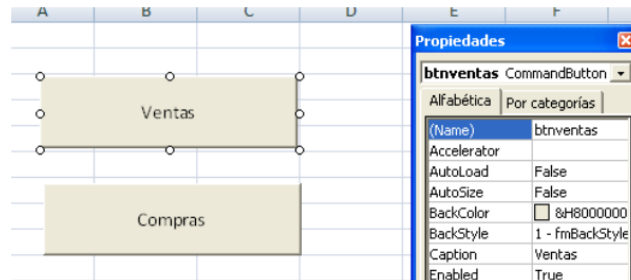 A B C D E F
Propiedades
btnventas CommandButton
Alfabética Por categorías
(Name) btnventas
Accelerator
AutoLoad False
AutoSize False
BackColor &H8000000
BackStyle 1 - fmBackStyle
Caption Ventas
Enabled True
Ventas
Compras